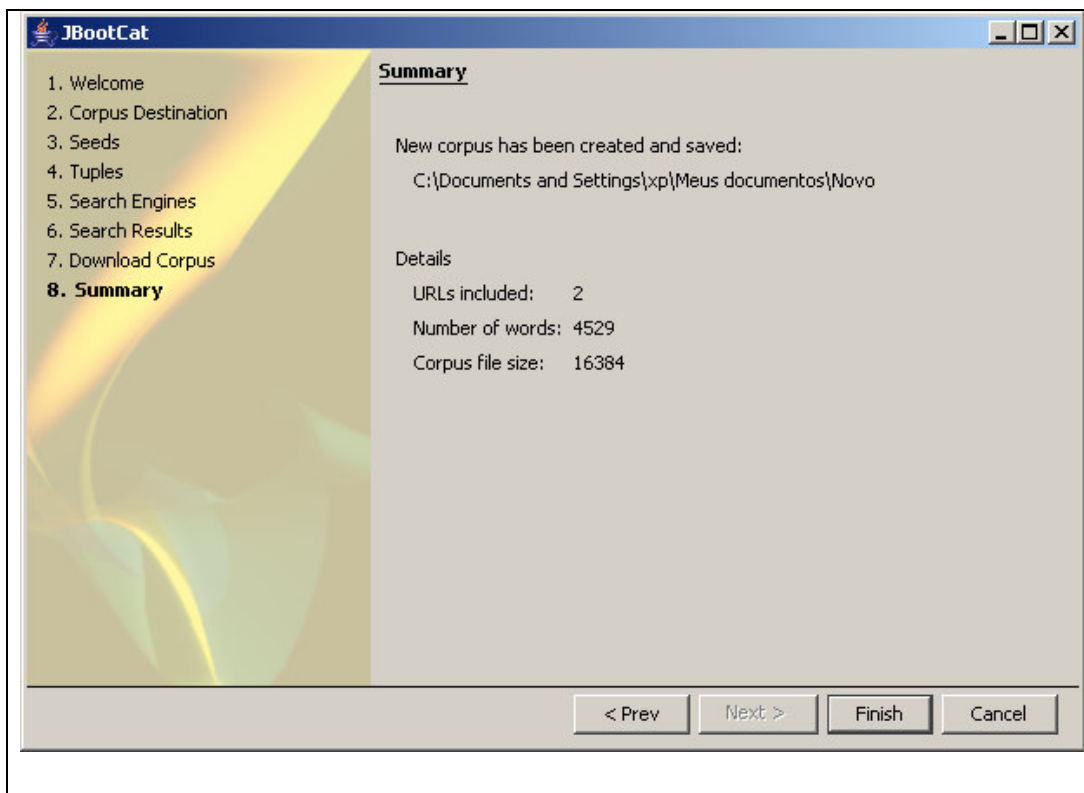 JBootCat
1. Welcome
2. Corpus Destination
3. Seeds
4. Tuples
5. Search Engines
6. Search Results
7. Download Corpus
8. Summary
Summary
New corpus has been created and saved:
C:\Documents and Settings\xp\Meus documentos\Novo
Details
URLs included: 2
Number of words: 4529
Corpus file size: 16384
< Prev
Next >
Finish
Cancel